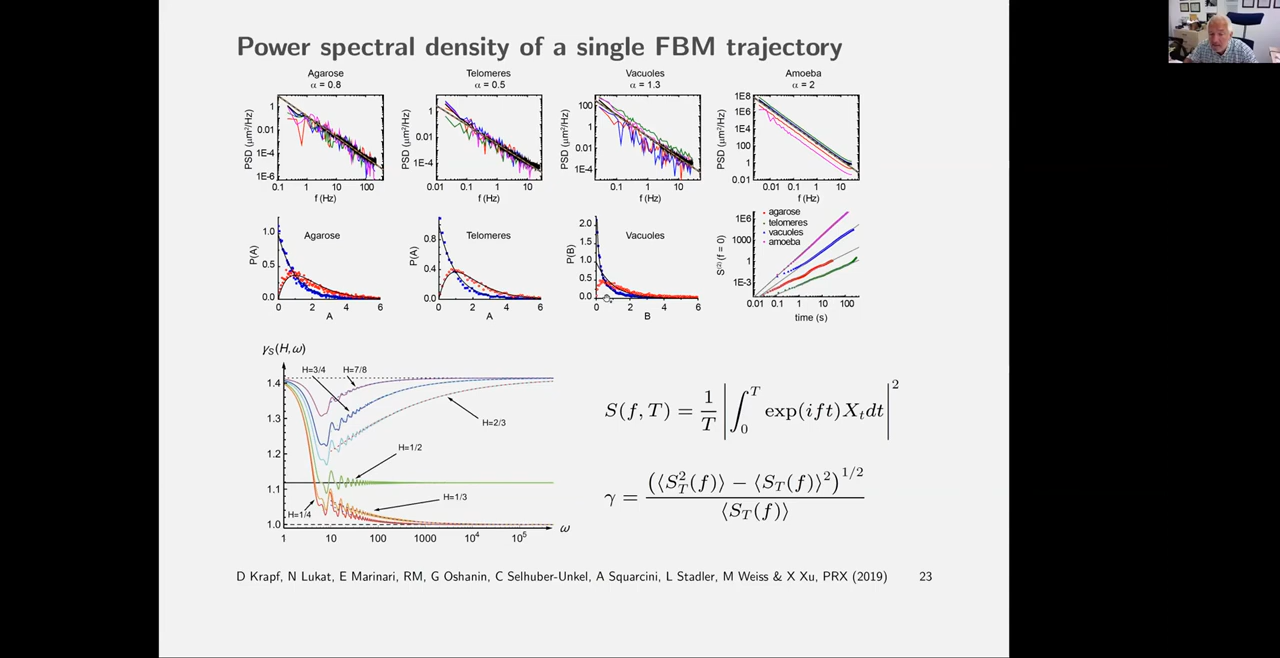 Power spectral density of a single FBM trajectory
Agarose
α = 0.8
Telomeres
α = 0.5
Vacuoles
α = 1.3
Amoeba
α = 2
PSD (μm²/Hz)
1
0.01
1E-4
1E-6
0.1 1 10 100
f (Hz)
PSD (μm²/Hz)
1
0.01
1E-4
0.01 0.1 1 10
f (Hz)
PSD (μm²/Hz)
100
1
0.01
1E-4
0.1 1 10
f (Hz)
PSD (μm²/Hz)
1E8
1E6
1E4
100
1
0.01
0.01 0.1 1 10
f (Hz)
P(A)
1.0
0.5
0.0
Agarose
0 2 4 6
A
P(A)
0.8
0.4
0.0
Telomeres
0 2 4 6
A
P(B)
2.0
1.5
1.0
0.5
0.0
Vacuoles
0 2 4 6
B
S⁽²⁾(f = 0)
1E6
1000
1
1E-3
agarose
telomeres
vacuoles
amoeba
0.01 0.1 1 10 100
time (s)
γS(H,ω)
H=3/4 H=7/8
1.4
1.3
1.2
1.1
1.0
H=2/3
H=1/2
H=1/3
H=1/4
1 10 100 1000 10⁴ 10⁵
ω
S(f, T) = 1/T |∫₀ᵀ exp(ift)Xₜdt|²
γ = (⟨S²_T(f)⟩ − ⟨S_T(f)⟩²)^1/2 / ⟨S_T(f)⟩
D Krapf, N Lukat, E Marinari, RM, G Oshanin, C Selhuber-Unkel, A Squarcini, L Stadler, M Weiss & X Xu, PRX (2019) 23